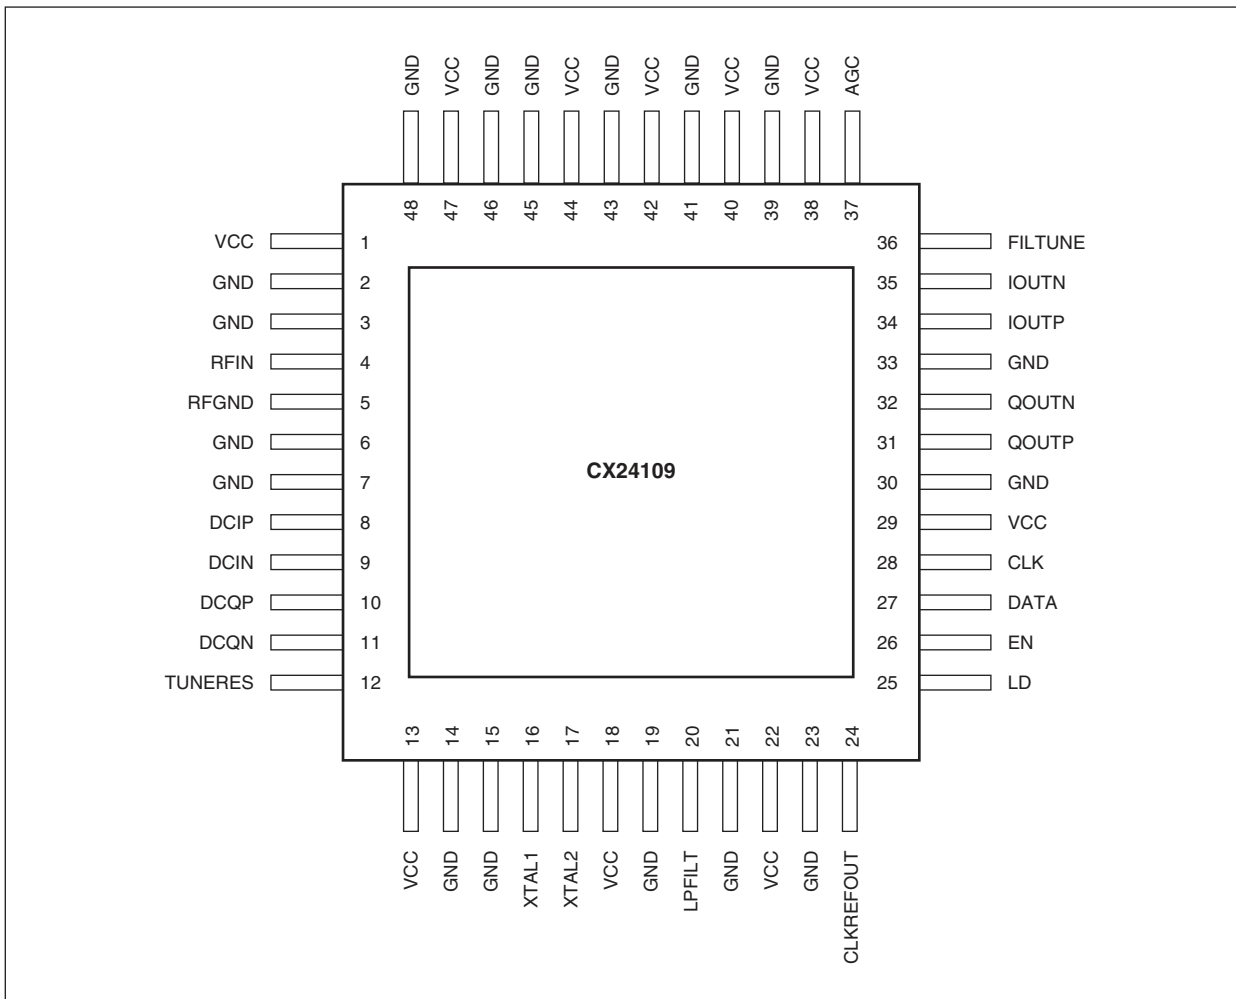 GND VCC GND GND VCC GND VCC GND VCC GND VCC AGC
48 47 46 45 44 43 42 41 40 39 38 37
VCC 1 36 FILTUNE
GND 2 35 IOUTN
GND 3 34 IOUTP
RFIN 4 33 GND
RFGND 5 32 QOUTN
GND 6 31 QOUTP
GND 7 30 GND
CX24109
DCIP 8 29 VCC
DCIN 9 28 CLK
DCQP 10 27 DATA
DCQN 11 26 EN
TUNERES 12 25 LD
13 14 15 16 17 18 19 20 21 22 23 24
VCC GND GND XTAL1 XTAL2 VCC GND LPFILT GND VCC GND CLKREFOUT